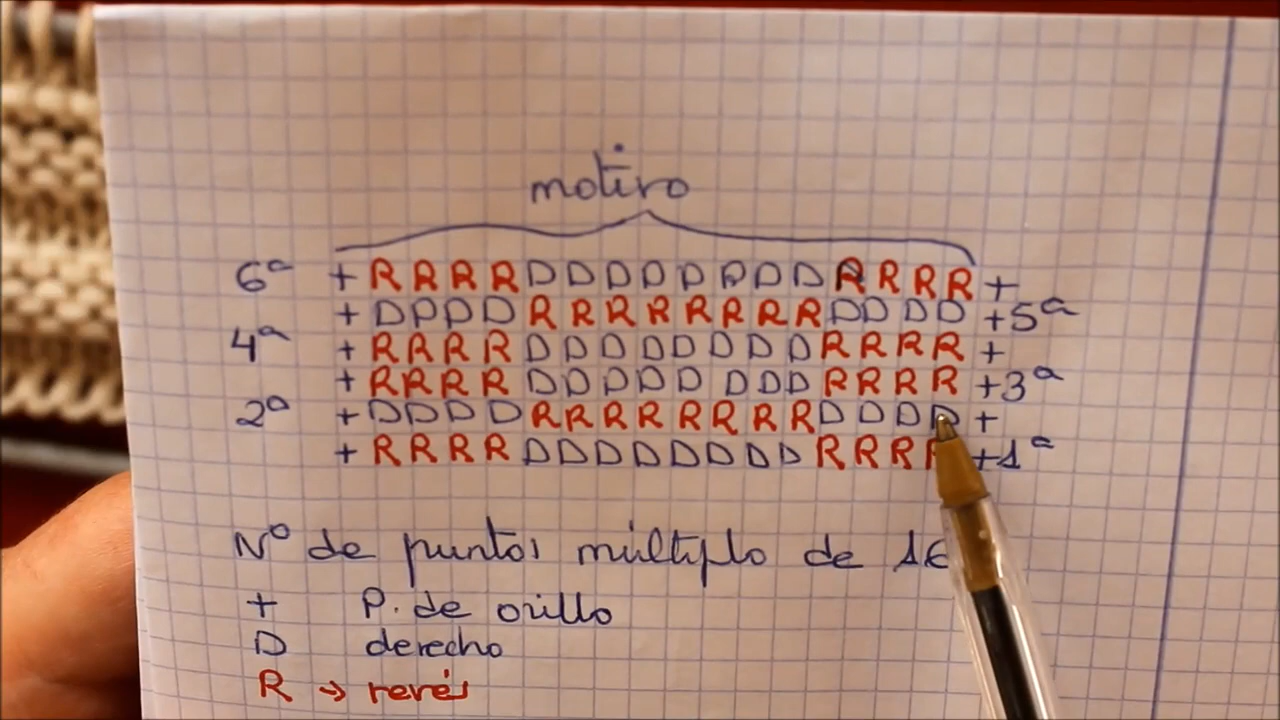 motivo
6ª + R R R R D D D D D D D D R R R R +
+ D D D D R R R R R R R R D D D D +5ª
4ª + R R R R D D D D D D D D R R R R +
+ R R R R D D D D D D D D R R R R +3ª
2ª + D D D D R R R R R R R R D D D D +
+ R R R R D D D D D D D D R R R R +1ª
Nº de puntos múltiplo de 16
+ P. de orillo
D derecho
R → revés